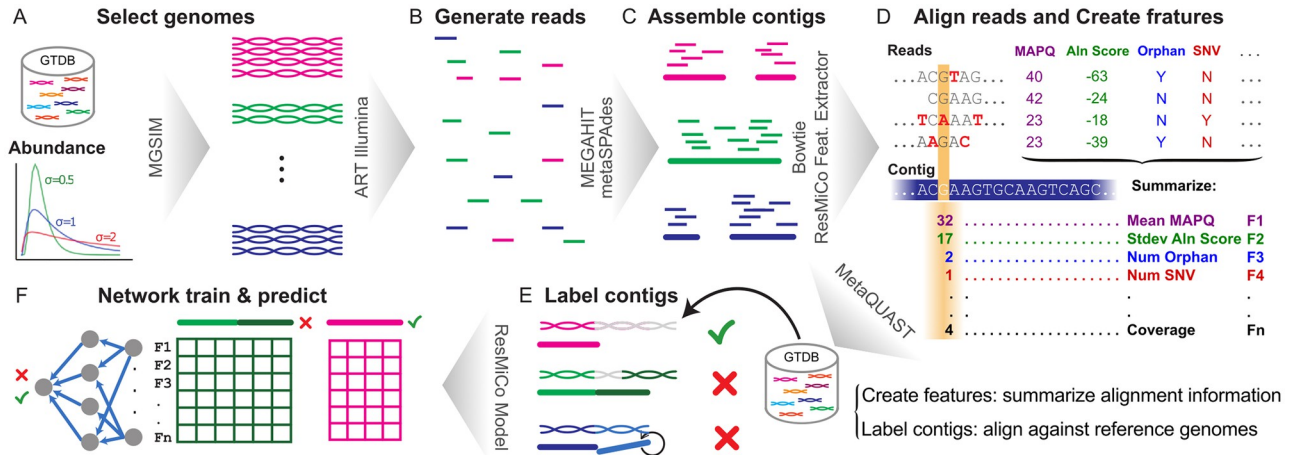 A Select genomes
GTDB
Abundance
σ=0.5
σ=1
σ=2
MGSIM
ART Illumina
B Generate reads
MEGAHIT
metaSPAdes
C Assemble contigs
Bowtie
ResMiCo Feat. Extractor
D Align reads and Create fratures
Reads MAPQ Aln Score Orphan SNV ...
...ACGTAG... 40 -63 Y N ...
CGAAG... 42 -24 N N ...
...TCAAAT... 23 -18 N Y ...
...AAGAC 23 -39 Y N ...
Contig
...ACGAAGTGCAAGTCAGC...
Summarize:
32 Mean MAPQ F1
17 Stdev Aln Score F2
2 Num Orphan F3
1 Num SNV F4
4 Coverage Fn
MetaQUAST
E Label contigs
GTDB
Create features: summarize alignment information
Label contigs: align against reference genomes
ResMiCo Model
F Network train & predict
F1
F2
F3
Fn